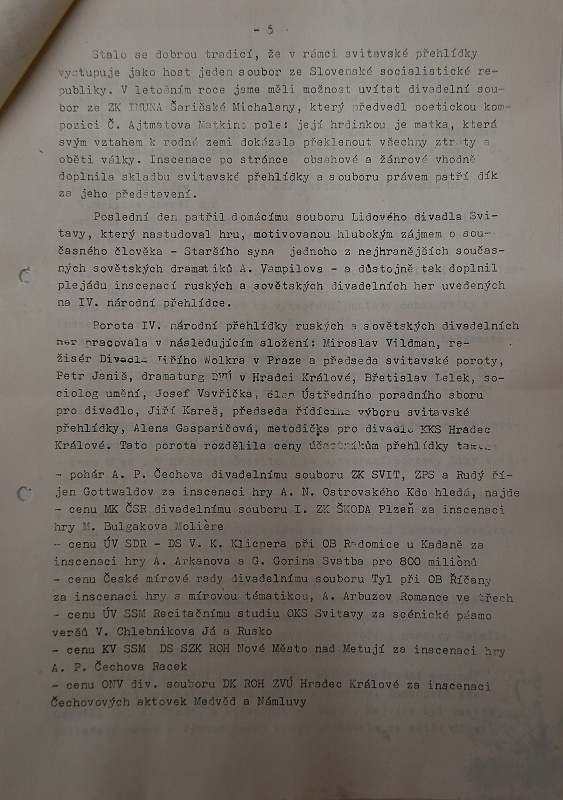 - 5 -
Stalo se dobrou tradicí, že v rámci svitavské přehlídky
vystupuje jako host jeden soubor ze Slovenské socialistické re-
publiky. V letošním roce jsme měli možnost uvítat divadelní sou-
bor ze ZK IMUNA Šarišské Michalany, který předvedl poetickou kom-
pozici Č. Ajtmatova Matkino pole: její hrdinkou je matka, která
svým vztahem k rodné zemi dokázala překlenout všechny ztráty a
oběti války. Inscenace po stránce obsahové a žánrové vhodně
doplnila skladbu svitavské přehlídky a souboru právem patří dík
za jeho představení.
Poslední den patřil domácímu souboru Lidového divadla Svi-
tavy, který nastudoval hru, motivovanou hlubokým zájmem o sou-
časného člověka - Staršího syna jednoho z nejhranějších současn-
ných sovětských dramatiků A. Vampilova - a důstojně tak doplnil
plejádu inscenací ruských a sovětských divadelních her uvedených
na IV. národní přehlídce.
Porota IV. národní přehlídky ruských a sovětských divadelních
her pracovala v následujícím složení: Miroslav Vildman, re-
žisér Divadla Jiřího Wolkra v Praze a předseda svitavské poroty,
Petr Janiš, dramaturg DVÚ v Hradci Králové, Břetislav Lelek, so-
ciolog umění, Josef Vavřička, člen Ústředního poradního sboru
pro divadlo, Jiří Kareš, předseda řídícího výboru svitavské
přehlídky, Alena Gasparičová, metodička pro divadlo KKS Hradec
Králové. Tato porota rozdělila ceny účastníkům přehlídky takto:
- pohár A. P. Čechova divadelnímu souboru ZK SVIT, ZPS a Rudý ří-
jen Gottwaldov za inscenaci hry A. N. Ostrovského Kdo hledá, najde
- cenu MK ČSR divadelnímu souboru I. ZK ŠKODA Plzeň za inscenaci
hry M. Bulgakova Molière
- cenu ÚV SDR - DS V. K. Klicpera při OB Radomice u Kadaně za
inscenaci hry A. Arkanova a G. Gorina Svatba pro 800 miliónů
- cenu České mírové rady divadelnímu souboru Tyl při OB Říčany
za inscenaci hry s mírovou tématikou, A. Arbuzov Romance ve třech
- cenu ÚV SSM Recitačnímu studiu OKS Svitavy za scénické pásmo
veršů V. Chlebnikova Já a Rusko
- cenu KV SSM DS SZK ROH Nové Město nad Metují za inscenaci hry
A. P. Čechova Racek
- cenu ONV div. souboru DK ROH ZVÚ Hradec Králové za inscenaci
Čechovových aktovek Medvěd a Námluvy